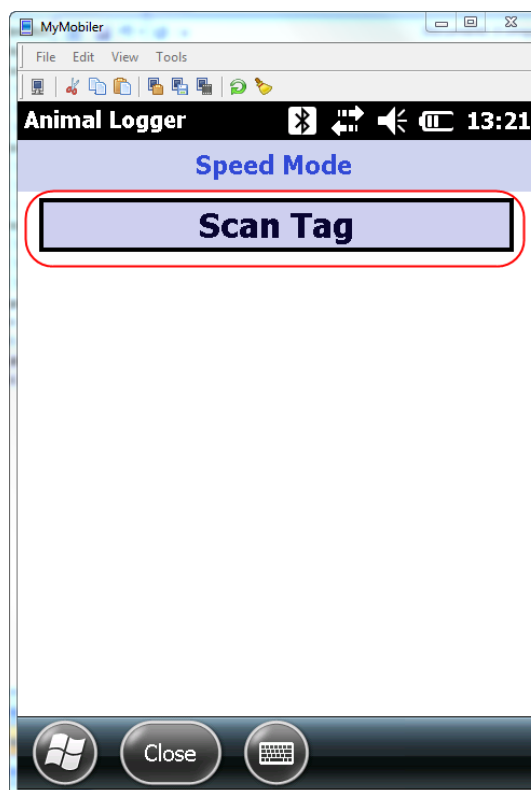 MyMobiler
File Edit View Tools
Animal Logger 13:21
Speed Mode
Scan Tag
Close